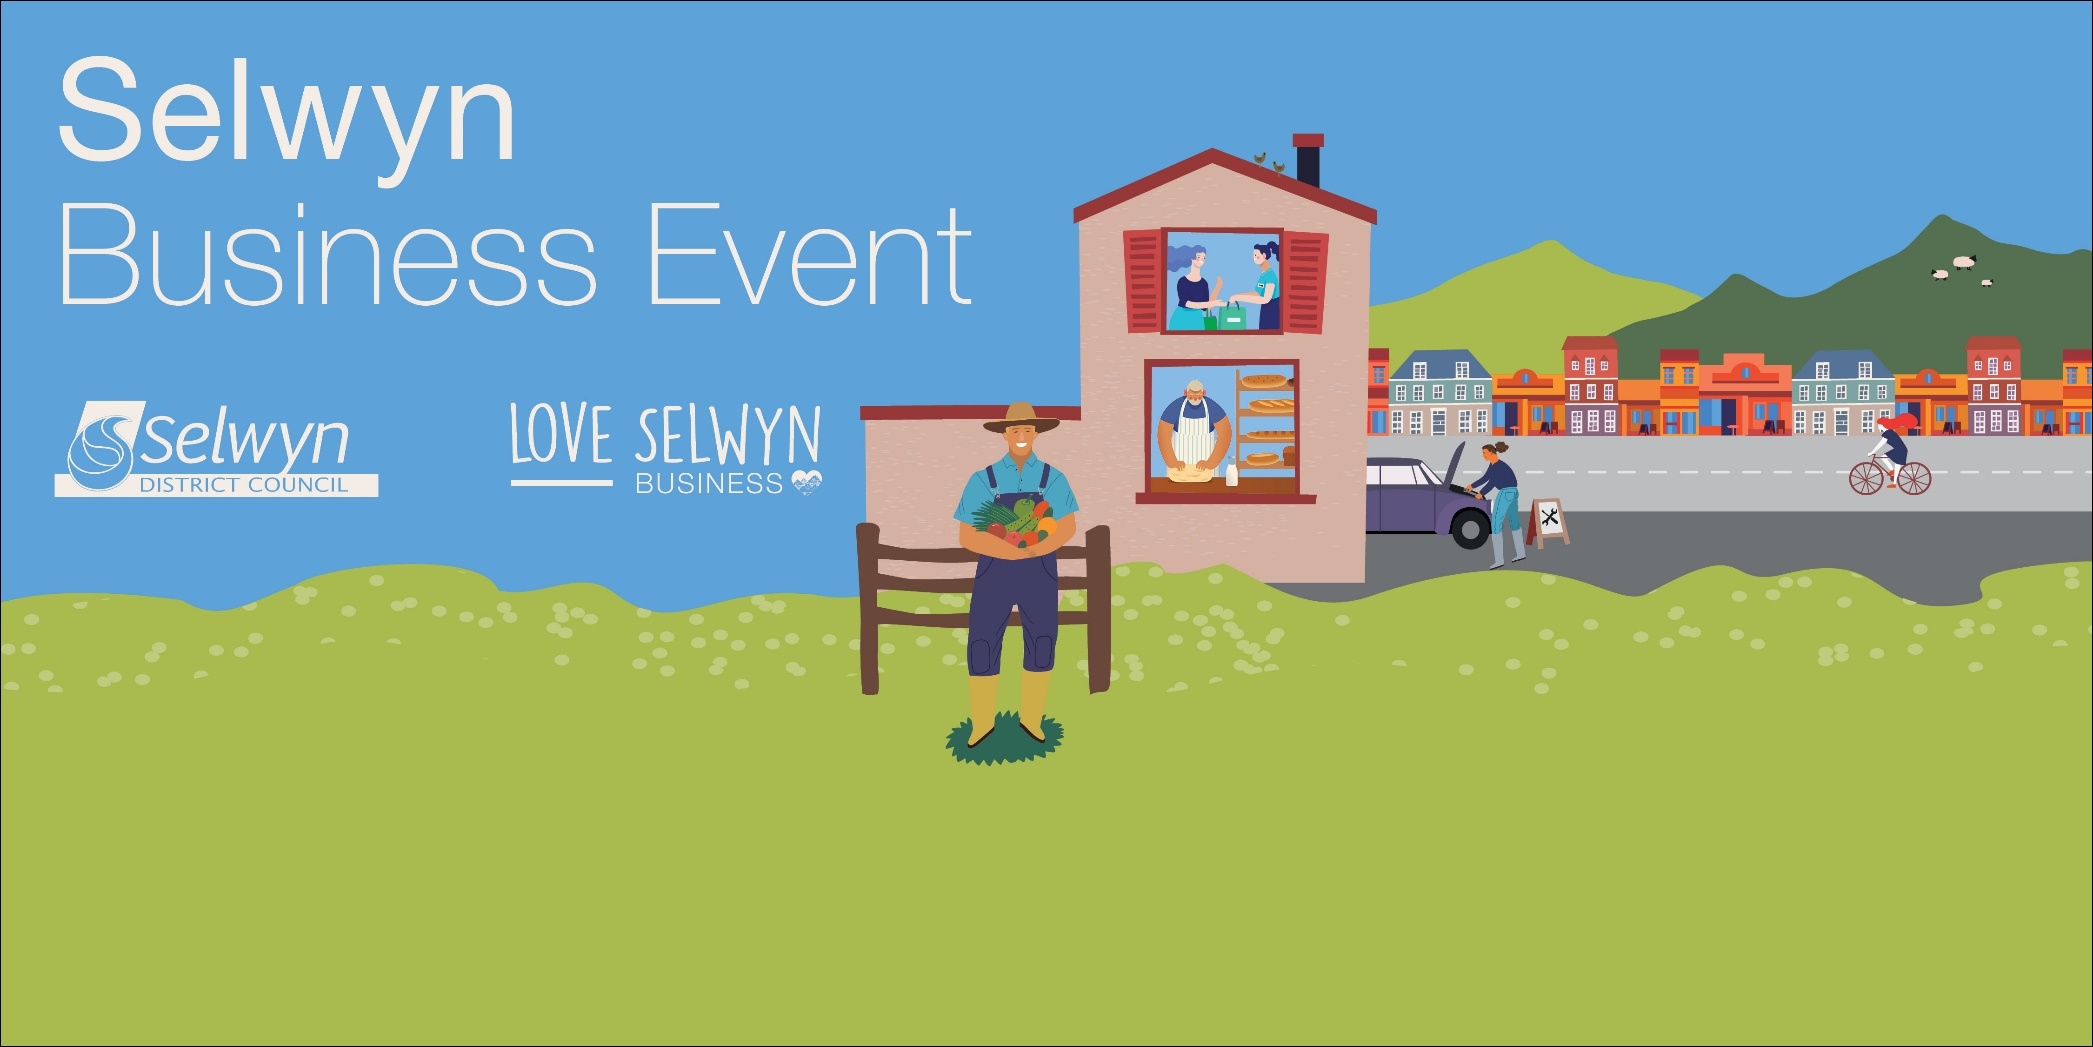 Selwyn
Business Event
Selwyn
DISTRICT COUNCIL
LOVE SELWYN
BUSINESS